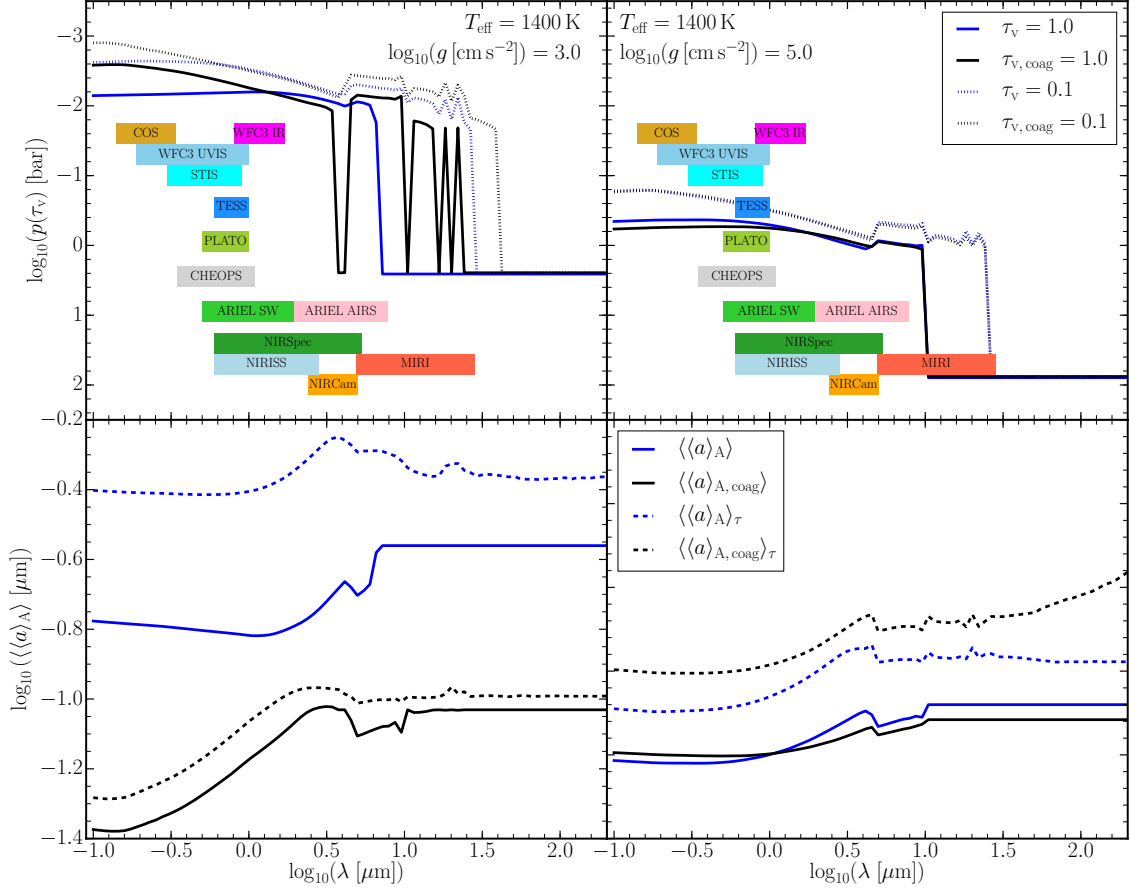 T_eff = 1400 K
log₁₀(g [cm s⁻²]) = 3.0
T_eff = 1400 K
log₁₀(g [cm s⁻²]) = 5.0
τ_v = 1.0
τ_v, coag = 1.0
τ_v = 0.1
τ_v, coag = 0.1
log₁₀(p(τ_v) [bar])
−3
−2
−1
0
1
2
COS
WFC3 IR
WFC3 UVIS
STIS
TESS
PLATO
CHEOPS
ARIEL SW
ARIEL AIRS
NIRSpec
NIRISS
MIRI
NIRCam
COS
WFC3 IR
WFC3 UVIS
STIS
TESS
PLATO
CHEOPS
ARIEL SW
ARIEL AIRS
NIRSpec
NIRISS
MIRI
NIRCam
log₁₀(⟨⟨a⟩_A⟩ [μm])
−0.2
−0.4
−0.6
−0.8
−1.0
−1.2
−1.4
⟨⟨a⟩_A⟩
⟨⟨a⟩_A, coag⟩
⟨⟨a⟩_A⟩_τ
⟨⟨a⟩_A, coag⟩_τ
−1.0 −0.5 0.0 0.5 1.0 1.5 2.0
−1.0 −0.5 0.0 0.5 1.0 1.5 2.0
log₁₀(λ [μm])
log₁₀(λ [μm])